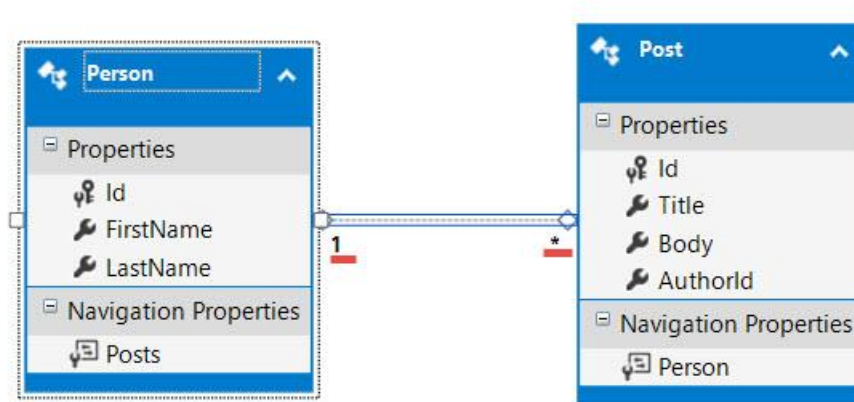 Person
Properties
Id
FirstName
LastName
Navigation Properties
Posts
1
*
Post
Properties
Id
Title
Body
AuthorId
Navigation Properties
Person